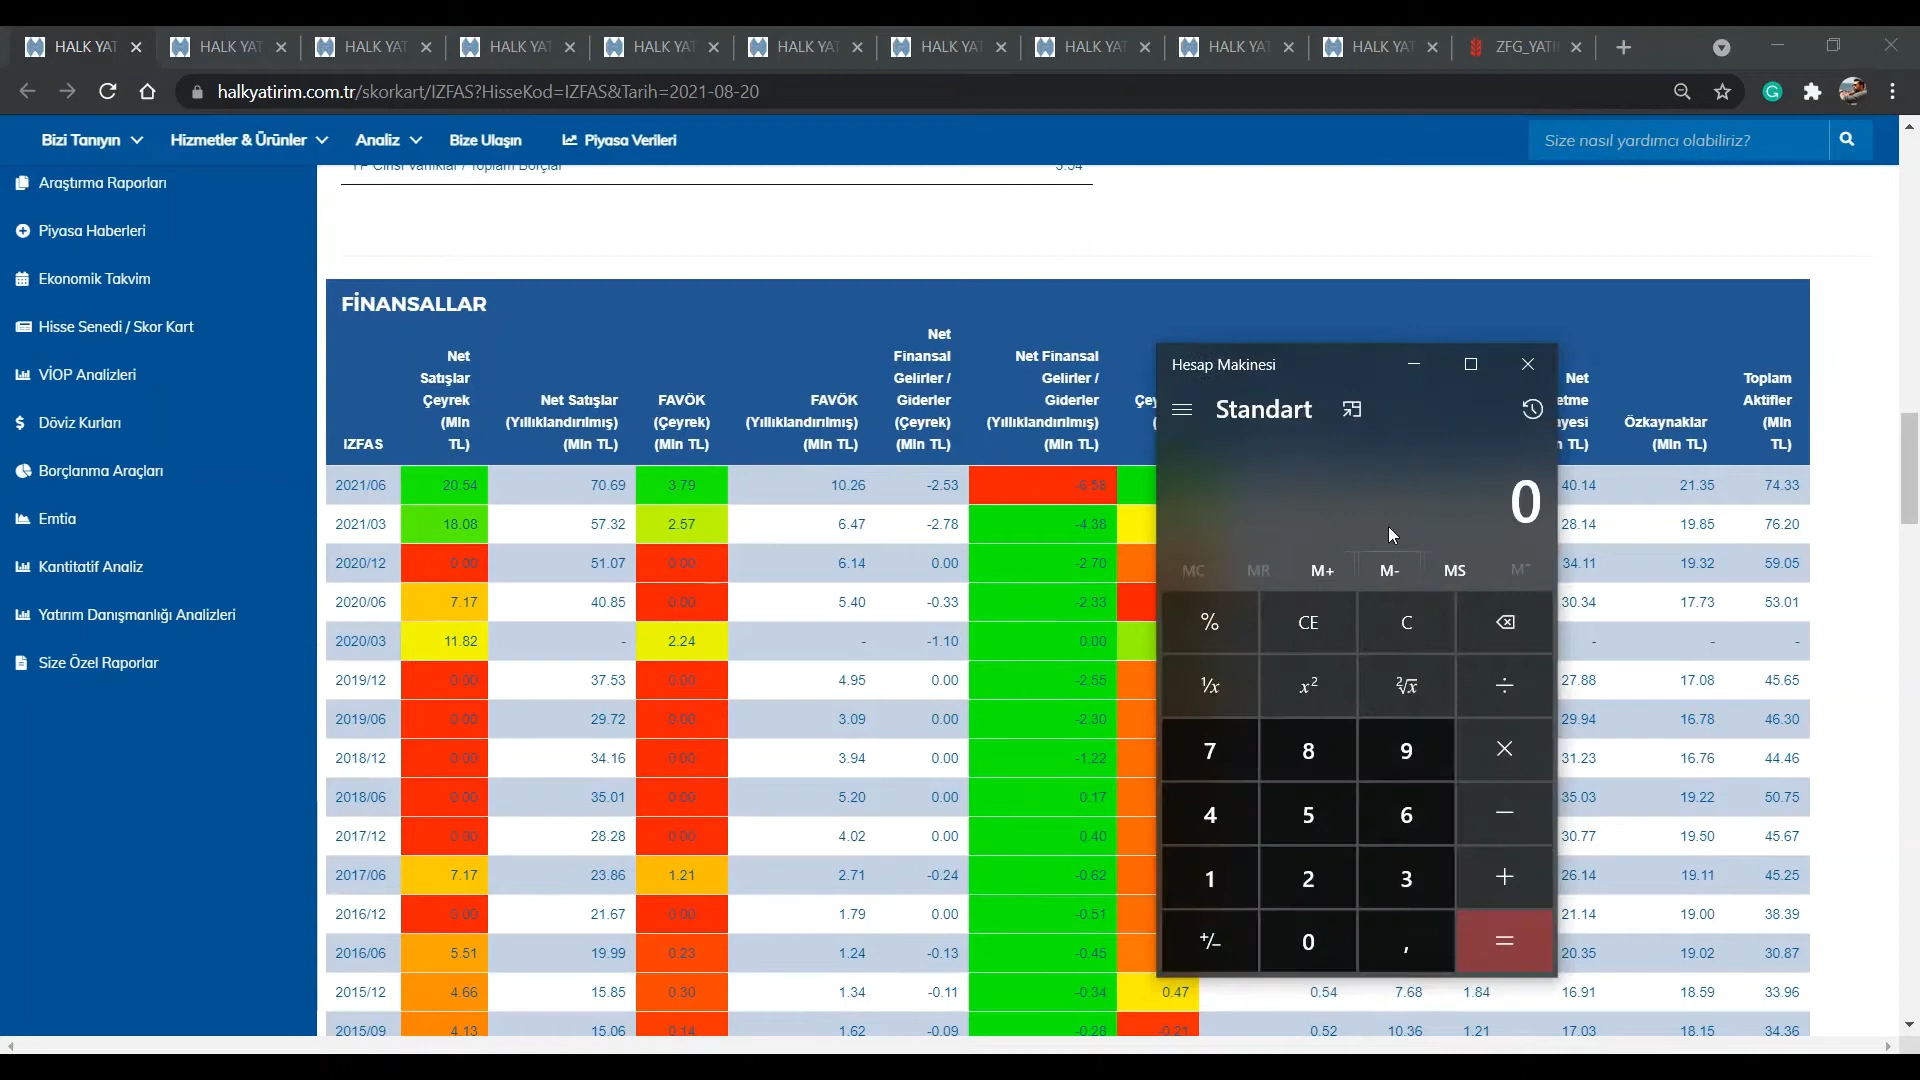 HALK YAT HALK YAT HALK YAT HALK YAT HALK YAT HALK YAT HALK YAT HALK YAT HALK YAT HALK YAT ZFG_YATI
halkyatirim.com.tr/skorkart/IZFAS?HisseKod=IZFAS&Tarih=2021-08-20
Bizi Tanıyın Hizmetler & Ürünler Analiz Bize Ulaşın Piyasa Verileri Size nasıl yardımcı olabiliriz?
Araştırma Raporları
Piyasa Haberleri
Ekonomik Takvim
Hisse Senedi / Skor Kart
VİOP Analizleri
Döviz Kurları
Borçlanma Araçları
Emtia
Kantitatif Analiz
Yatırım Danışmanlığı Analizleri
Size Özel Raporlar
YP Cinsi Varlıklar / Toplam Borçlar
FİNANSALLAR
IZFAS
Net
Satışlar
Çeyrek
(Mln
TL)
Net Satışlar
(Yıllıklandırılmış)
(Mln TL)
FAVÖK
(Çeyrek)
(Mln TL)
FAVÖK
(Yıllıklandırılmış)
(Mln TL)
Net
Finansal
Gelirler /
Giderler
(Çeyrek)
(Mln TL)
Net Finansal
Gelirler /
Giderler
(Yıllıklandırılmış)
(Mln TL)
Net
TL)
Özkaynaklar
(Mln TL)
Toplam
Aktifler
(Mln
TL)
2021/06 20.54 70.69 3.79 10.26 -2.53 -6.58 40.14 21.35 74.33
2021/03 18.08 57.32 2.57 6.47 -2.78 -4.38 28.14 19.85 76.20
2020/12 0.00 51.07 0.00 6.14 0.00 -2.70 34.11 19.32 59.05
2020/06 7.17 40.85 0.00 5.40 -0.33 -2.33 30.34 17.73 53.01
2020/03 11.82 - 2.24 - -1.10 0.00 - - -
2019/12 0.00 37.53 0.00 4.95 0.00 -2.55 27.88 17.08 45.65
2019/06 0.00 29.72 0.00 3.09 0.00 -2.30 29.94 16.78 46.30
2018/12 0.00 34.16 0.00 3.94 0.00 -1.22 31.23 16.76 44.46
2018/06 0.00 35.01 0.00 5.20 0.00 0.17 35.03 19.22 50.75
2017/12 0.00 28.28 0.00 4.02 0.00 0.40 30.77 19.50 45.67
2017/06 7.17 23.86 1.21 2.71 -0.24 -0.62 26.14 19.11 45.25
2016/12 0.00 21.67 0.00 1.79 0.00 -0.51 21.14 19.00 38.39
2016/06 5.51 19.99 0.23 1.24 -0.13 -0.45 20.35 19.02 30.87
2015/12 4.66 15.85 0.30 1.34 -0.11 -0.34 0.47 0.54 7.68 1.84 16.91 18.59 33.96
2015/09 4.13 15.06 0.14 1.62 -0.09 -0.28 -0.21 0.52 10.36 1.21 17.03 18.15 34.36
Hesap Makinesi
Standart
0
MC MR M+ M- MS M˅
% CE C
¹/x x² ²√x ÷
7 8 9 ×
4 5 6 −
1 2 3 +
+/− 0 , =